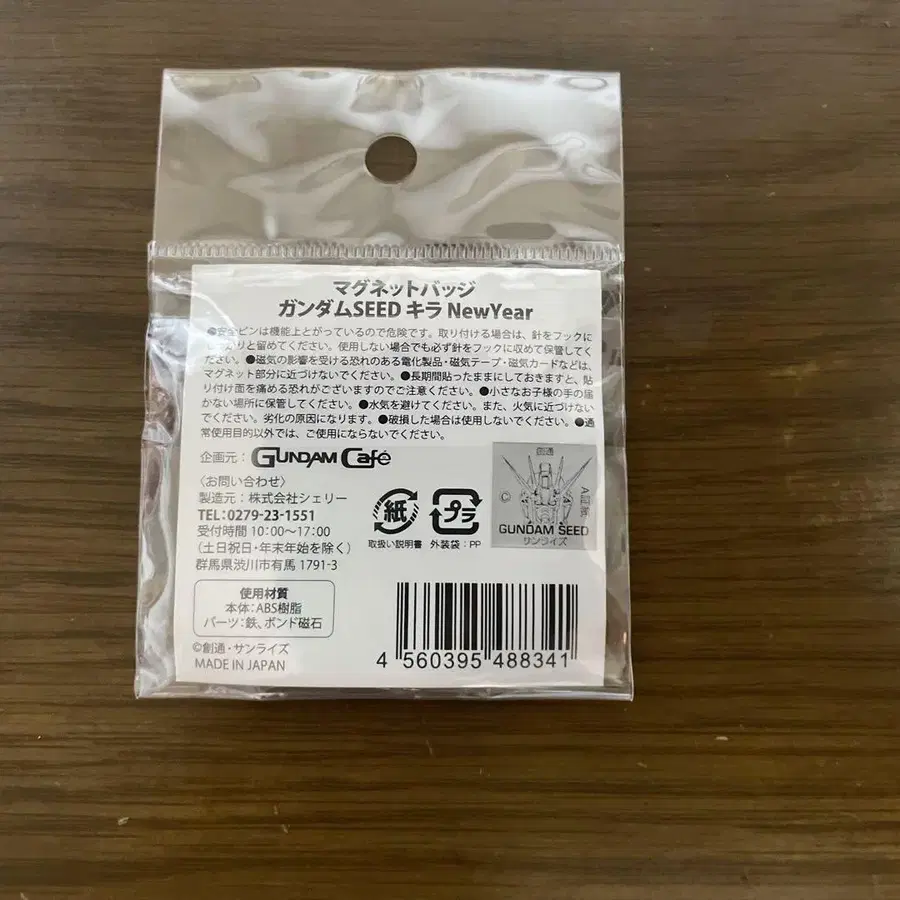 マグネットバッジ
ガンダムSEED キラ NewYear
●安全ピンは機能上とがっているので危険です。取り付ける場合は、針をフックに
しっかりと留めてください。使用しない場合でも必ず針をフックに収めて保管してく
ださい。●磁気の影響を受ける恐れのある電化製品・磁気テープ・磁気カードなどは、
マグネット部分に近づけないでください。●長期間貼ったままにしておきますと、貼
り付け面を痛める恐れがございますのでご注意ください。●小さなお子様の手の届
かない場所に保管してください。●水気を避けてください。また、火気に近づけない
でください。劣化の原因になります。●破損した場合は使用しないでください。●通
常使用目的以外では、ご使用にならないでください。
企画元: GUNDAM Café
〈お問い合わせ〉
製造元:株式会社シェリー
TEL:0279-23-1551
受付時間 10:00〜17:00
(土日祝日・年末年始を除く)
群馬県渋川市有馬 1791-3
紙
取扱い説明書
プラ
外装袋:PP
創通
©
GUNDAM SEED
サンライズ
使用材質
本体:ABS樹脂
パーツ:鉄、ボンド磁石
©創通・サンライズ
MADE IN JAPAN
4 560395 488341